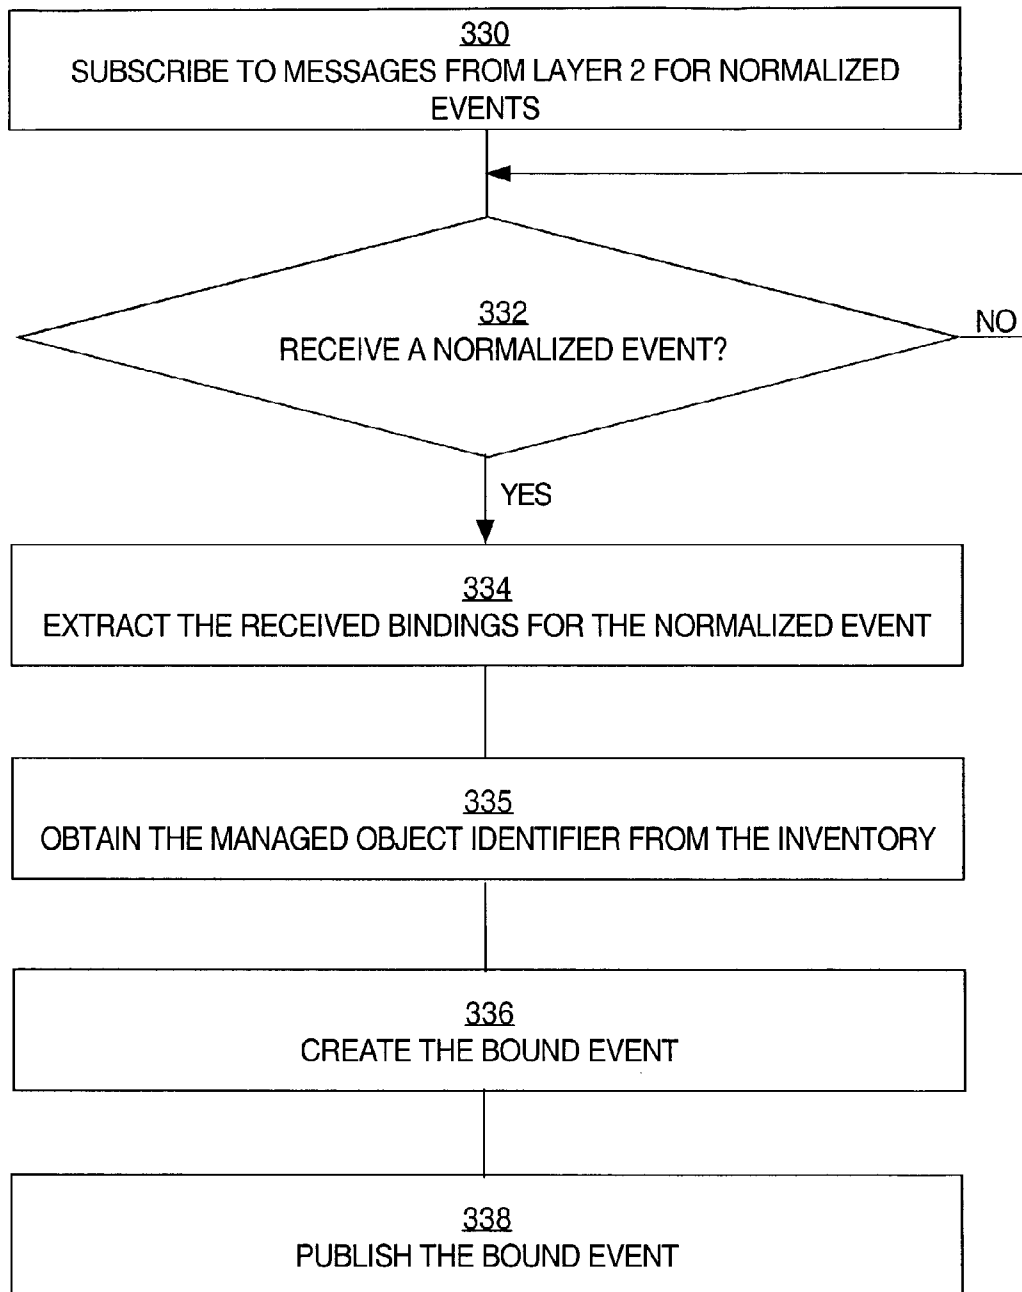 330
SUBSCRIBE TO MESSAGES FROM LAYER 2 FOR NORMALIZED
EVENTS
332
RECEIVE A NORMALIZED EVENT?
NO
YES
334
EXTRACT THE RECEIVED BINDINGS FOR THE NORMALIZED EVENT
335
OBTAIN THE MANAGED OBJECT IDENTIFIER FROM THE INVENTORY
336
CREATE THE BOUND EVENT
338
PUBLISH THE BOUND EVENT